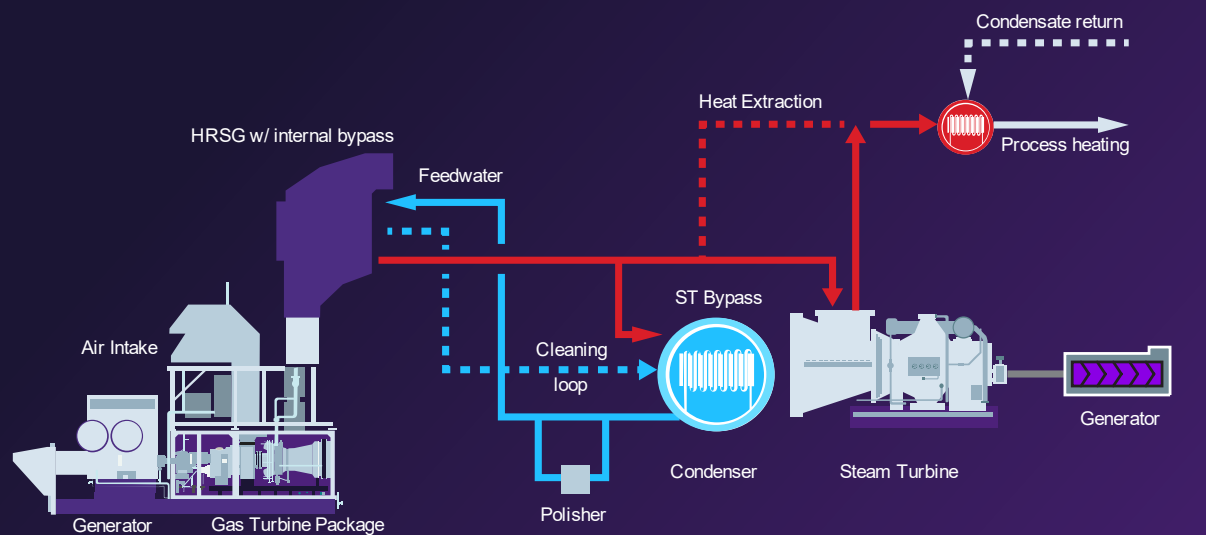 Condensate return
Heat Extraction
HRSG w/ internal bypass
Process heating
Feedwater
ST Bypass
Air Intake
Cleaning
loop
Generator
Condenser
Steam Turbine
Polisher
Generator
Gas Turbine Package